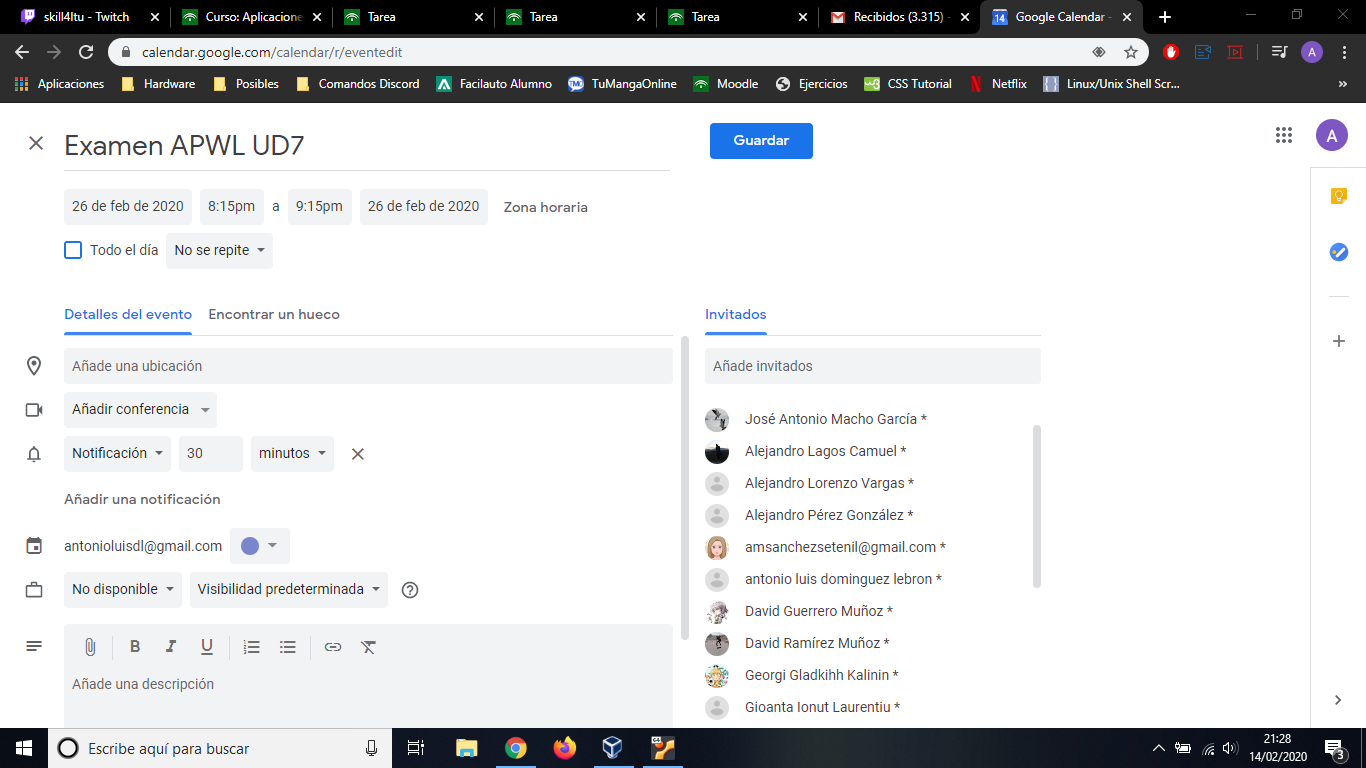 skill4ltu - Twitch
Curso: Aplicacione
Tarea
Tarea
Tarea
Recibidos (3.315) -
Google Calendar -
calendar.google.com/calendar/r/eventedit
A
Aplicaciones
Hardware
Posibles
Comandos Discord
Facilauto Alumno
TuMangaOnline
Moodle
Ejercicios
CSS Tutorial
Netflix
Linux/Unix Shell Scr...
Examen APWL UD7
Guardar
A
26 de feb de 2020 8:15pm a 9:15pm 26 de feb de 2020 Zona horaria
Todo el día No se repite
Detalles del evento Encontrar un hueco
Añade una ubicación
Añadir conferencia
Notificación 30 minutos
Añadir una notificación
antonioluisdl@gmail.com
No disponible Visibilidad predeterminada
B I U
Añade una descripción
Invitados
Añade invitados
José Antonio Macho García *
Alejandro Lagos Camuel *
Alejandro Lorenzo Vargas *
Alejandro Pérez González *
amsanchezsetenil@gmail.com *
antonio luis dominguez lebron *
David Guerrero Muñoz *
David Ramírez Muñoz *
Georgi Gladkihh Kalinin *
Gioanta Ionut Laurentiu *
Escribe aquí para buscar
21:28
14/02/2020
3